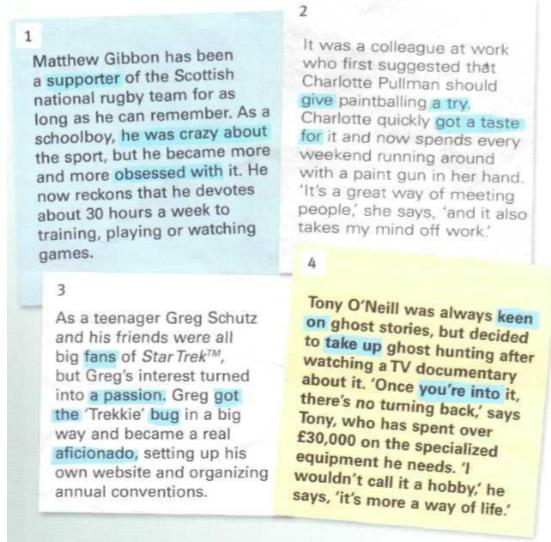 1
Matthew Gibbon has been
a supporter of the Scottish
national rugby team for as
long as he can remember. As a
schoolboy, he was crazy about
the sport, but he became more
and more obsessed with it. He
now reckons that he devotes
about 30 hours a week to
training, playing or watching
games.
2
It was a colleague at work
who first suggested that
Charlotte Pullman should
give paintballing a try.
Charlotte quickly got a taste
for it and now spends every
weekend running around
with a paint gun in her hand.
'It's a great way of meeting
people,' she says, 'and it also
takes my mind off work.'
3
As a teenager Greg Schutz
and his friends were all
big fans of Star Trek™,
but Greg's interest turned
into a passion. Greg got
the 'Trekkie' bug in a big
way and became a real
aficionado, setting up his
own website and organizing
annual conventions.
4
Tony O'Neill was always keen
on ghost stories, but decided
to take up ghost hunting after
watching a TV documentary
about it. 'Once you're into it,
there's no turning back,' says
Tony, who has spent over
£30,000 on the specialized
equipment he needs. 'I
wouldn't call it a hobby,' he
says, 'it's more a way of life.'